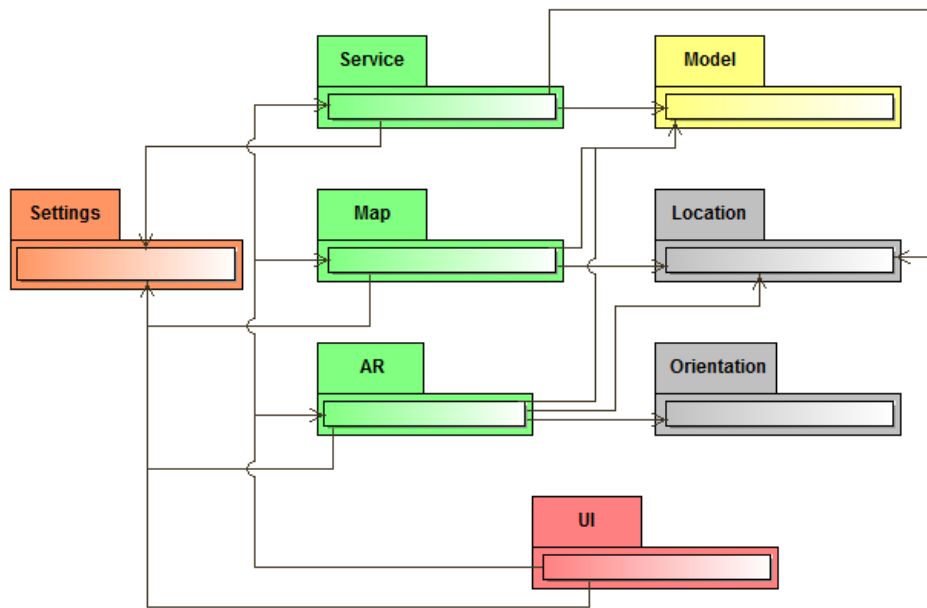 Service
Model
Settings
Map
Location
AR
Orientation
UI